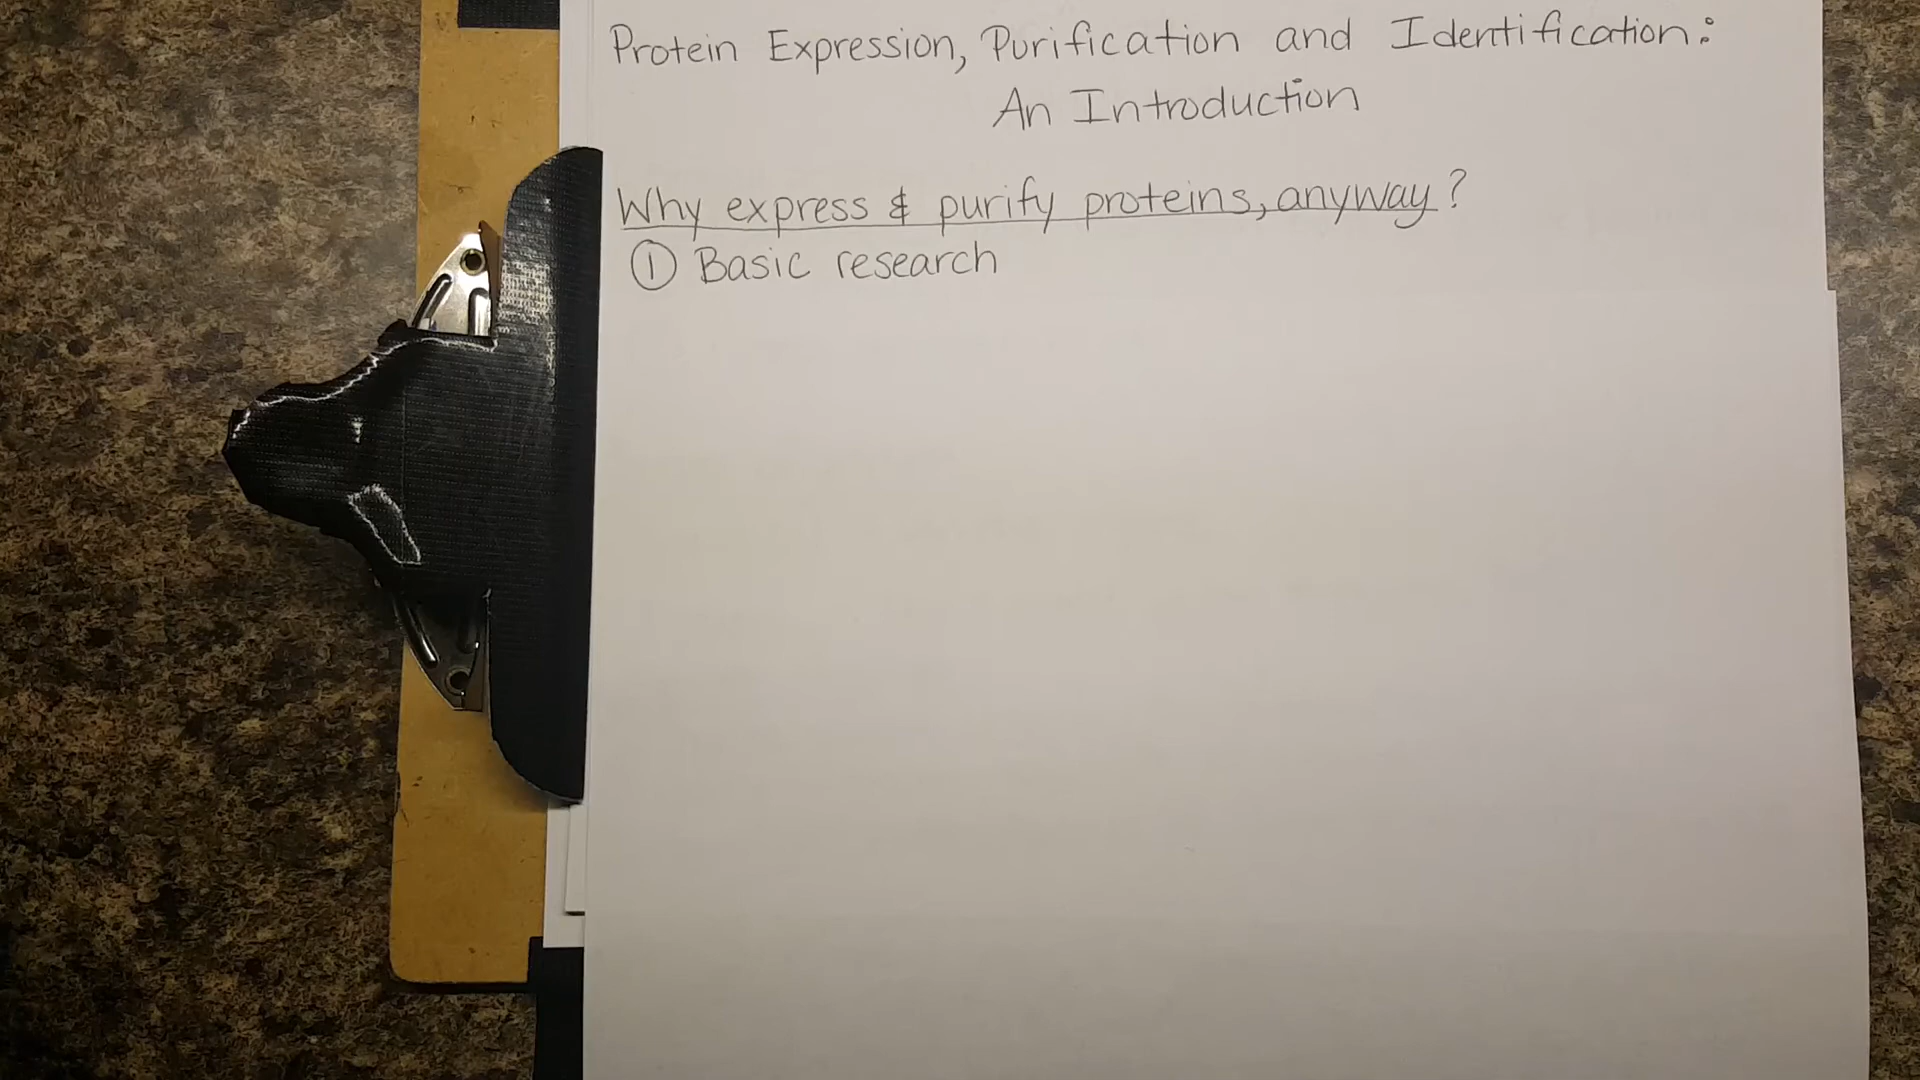 Protein Expression, Purification and Identification:
An Introduction
Why express & purify proteins, anyway?
① Basic research